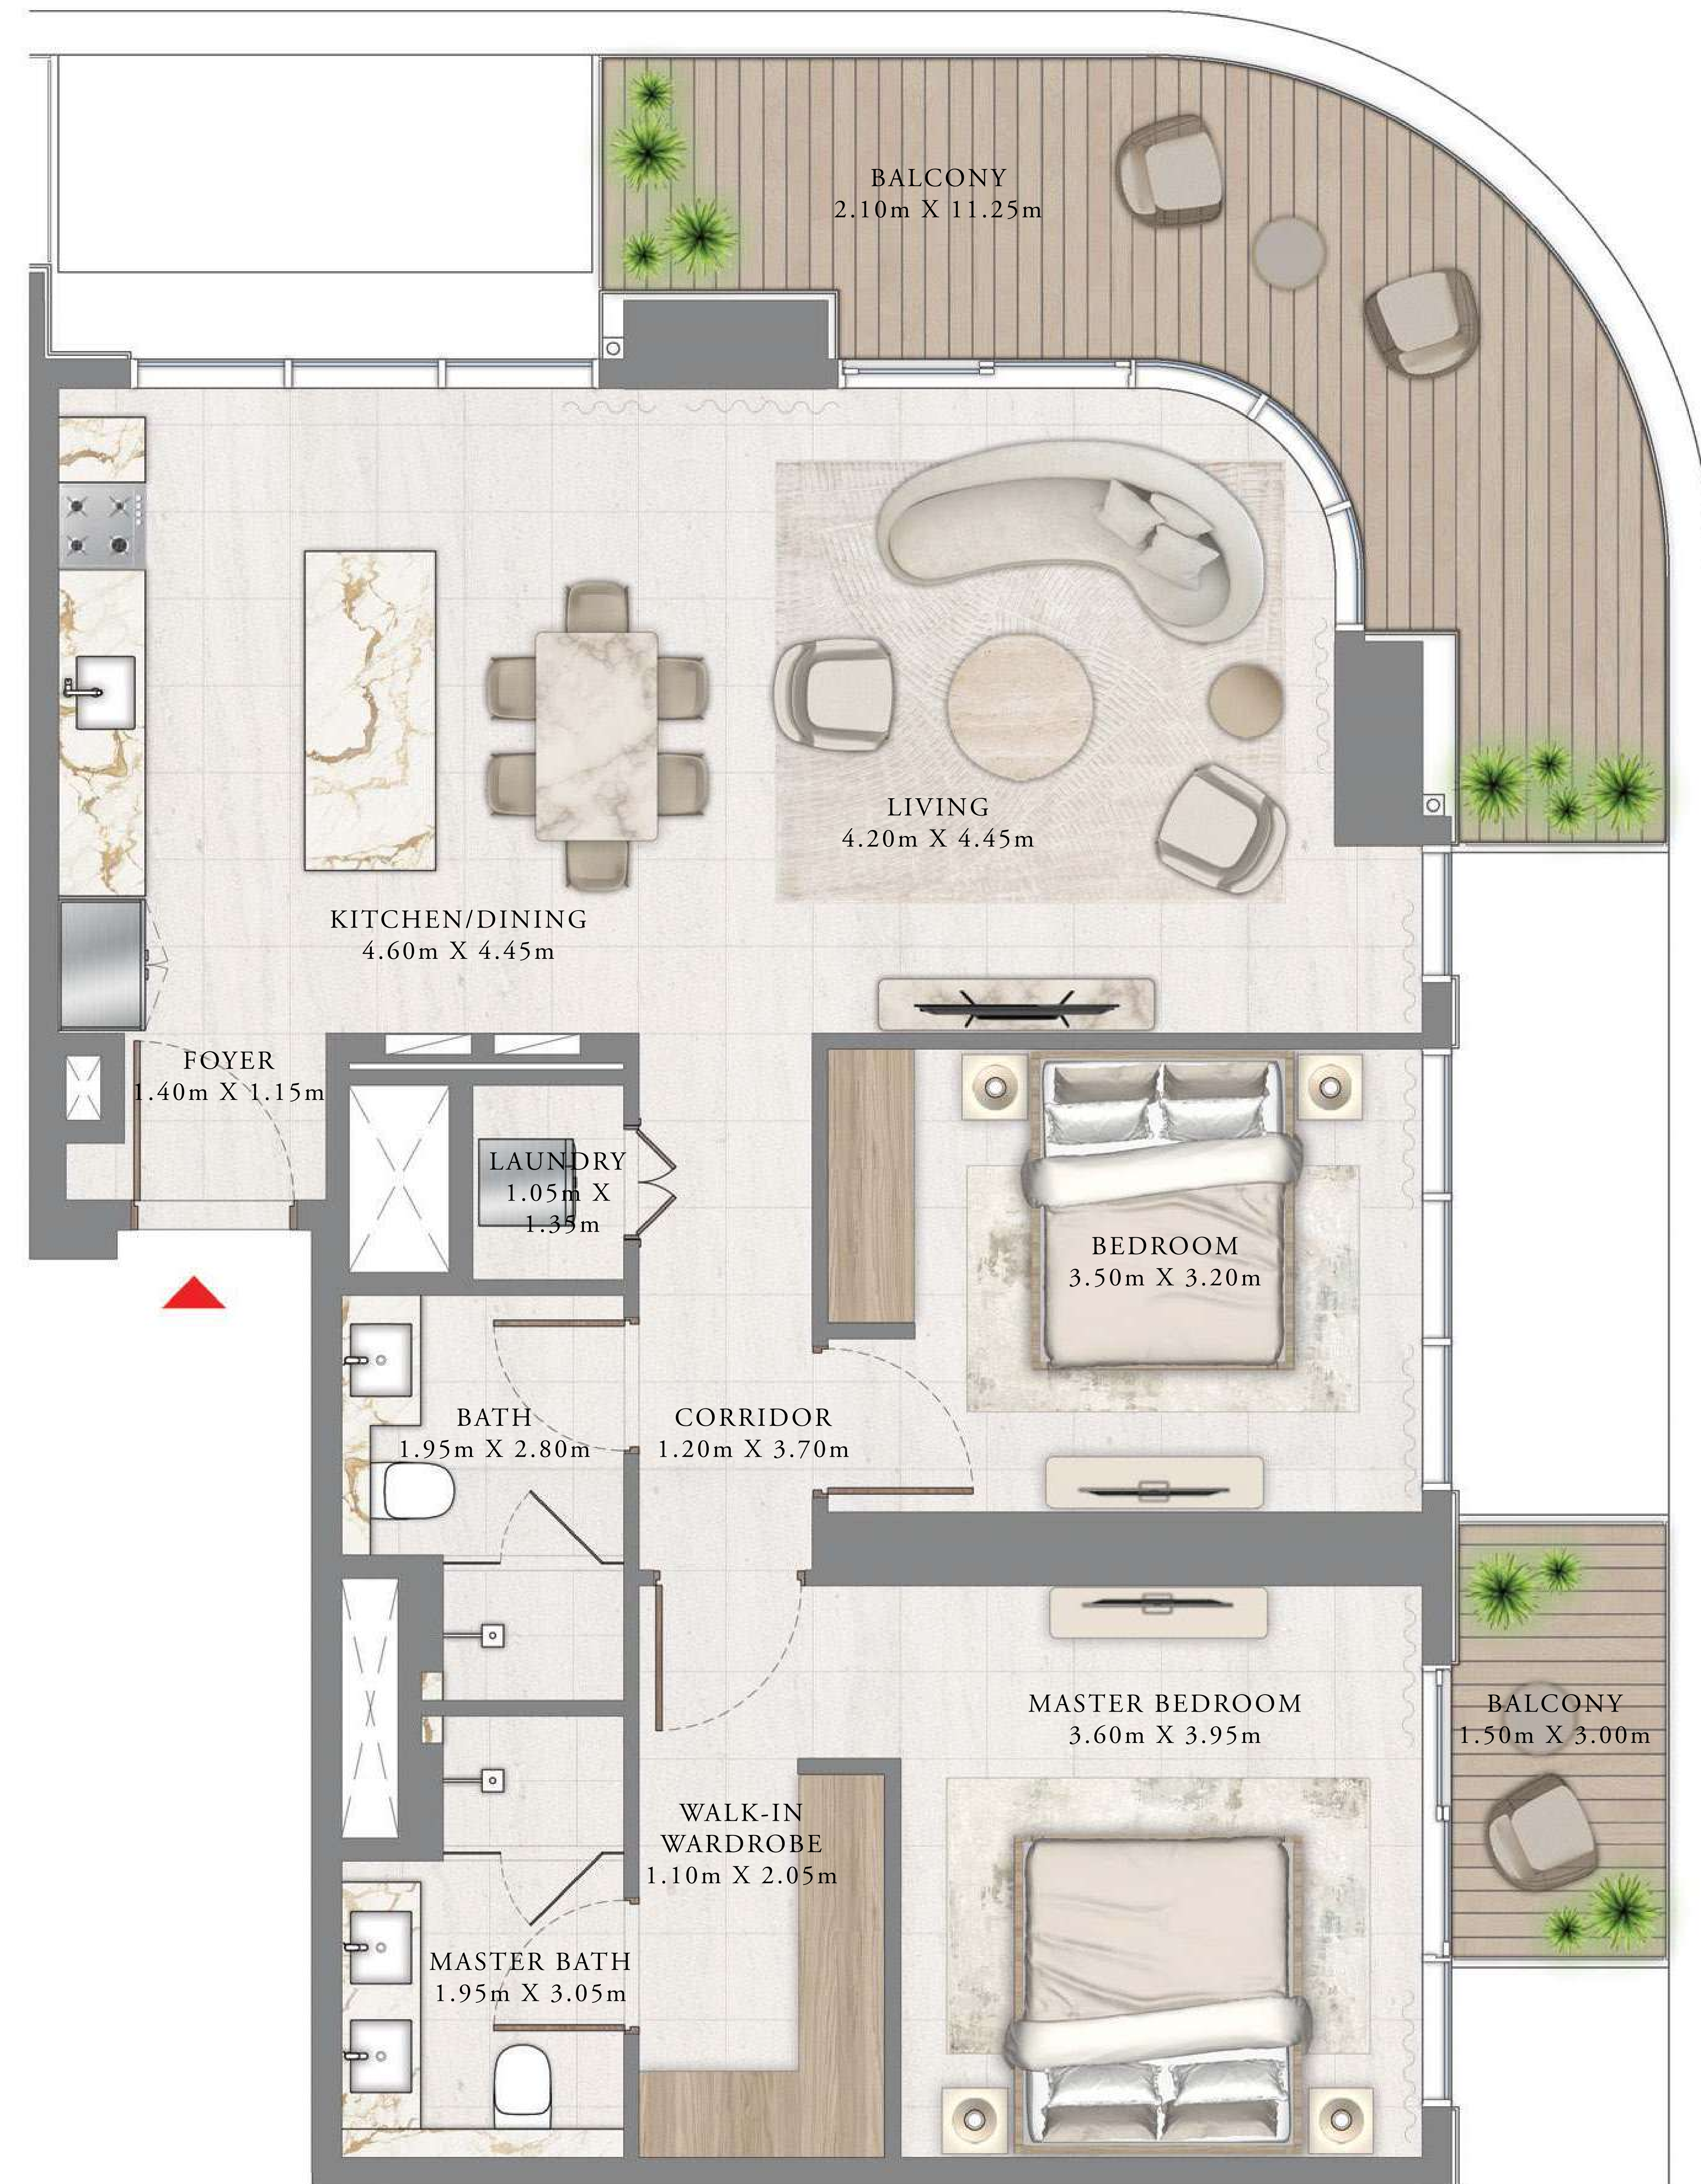 BALCONY
2.10m X 11.25m
LIVING
4.20m X 4.45m
KITCHEN/DINING
4.60m X 4.45m
FOYER
1.40m X 1.15m
LAUNDRY
1.05m X
1.35m
BEDROOM
3.50m X 3.20m
BATH
1.95m X 2.80m
CORRIDOR
1.20m X 3.70m
MASTER BEDROOM
3.60m X 3.95m
BALCONY
1.50m X 3.00m
WALK-IN
WARDROBE
1.10m X 2.05m
MASTER BATH
1.95m X 3.05m